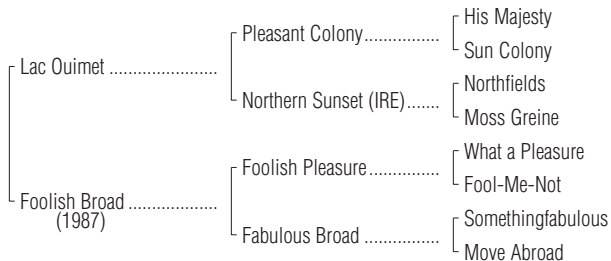 His Majesty
Pleasant Colony................
Sun Colony
Lac Ouimet .......................
Northfields
Northern Sunset (IRE).......
Moss Greine
What a Pleasure
Foolish Pleasure...............
Fool-Me-Not
Foolish Broad ...................
(1987)
Somethingfabulous
Fabulous Broad ................
Move Abroad